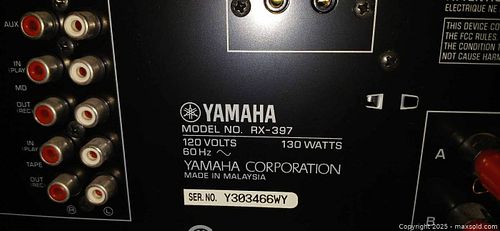 AUX
IN
(PLAY)
MD
OUT
(REC)
IN
(PLAY)
TAPE
OUT
(REC)
R L
YAMAHA
MODEL NO. RX-397
120 VOLTS 130 WATTS
60 Hz
YAMAHA CORPORATION
MADE IN MALAYSIA
SER. NO. Y303466WY
ELECTRIQUE NE
THIS DEVICE CO
THE FCC RULES
THE CONDITION
NOT CAUSE HARM
A
B
Copyright 2025 - maxsold.com